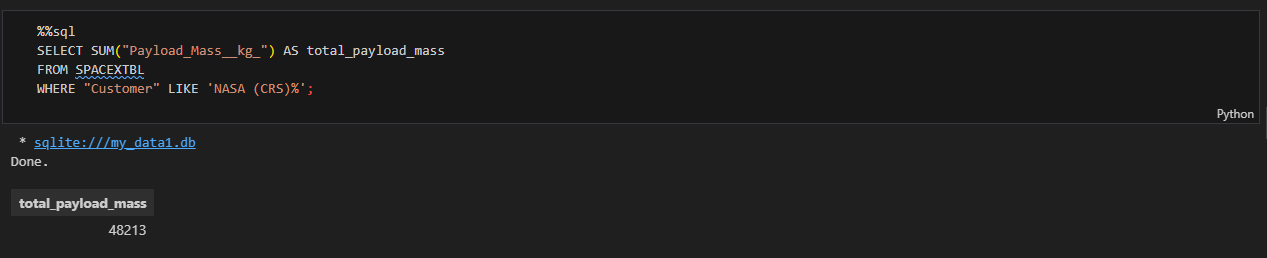 %%sql
SELECT SUM("Payload_Mass__kg_") AS total_payload_mass
FROM SPACEXTBL
WHERE "Customer" LIKE 'NASA (CRS)%';
Python
* sqlite:///my_data1.db
Done.
total_payload_mass
48213